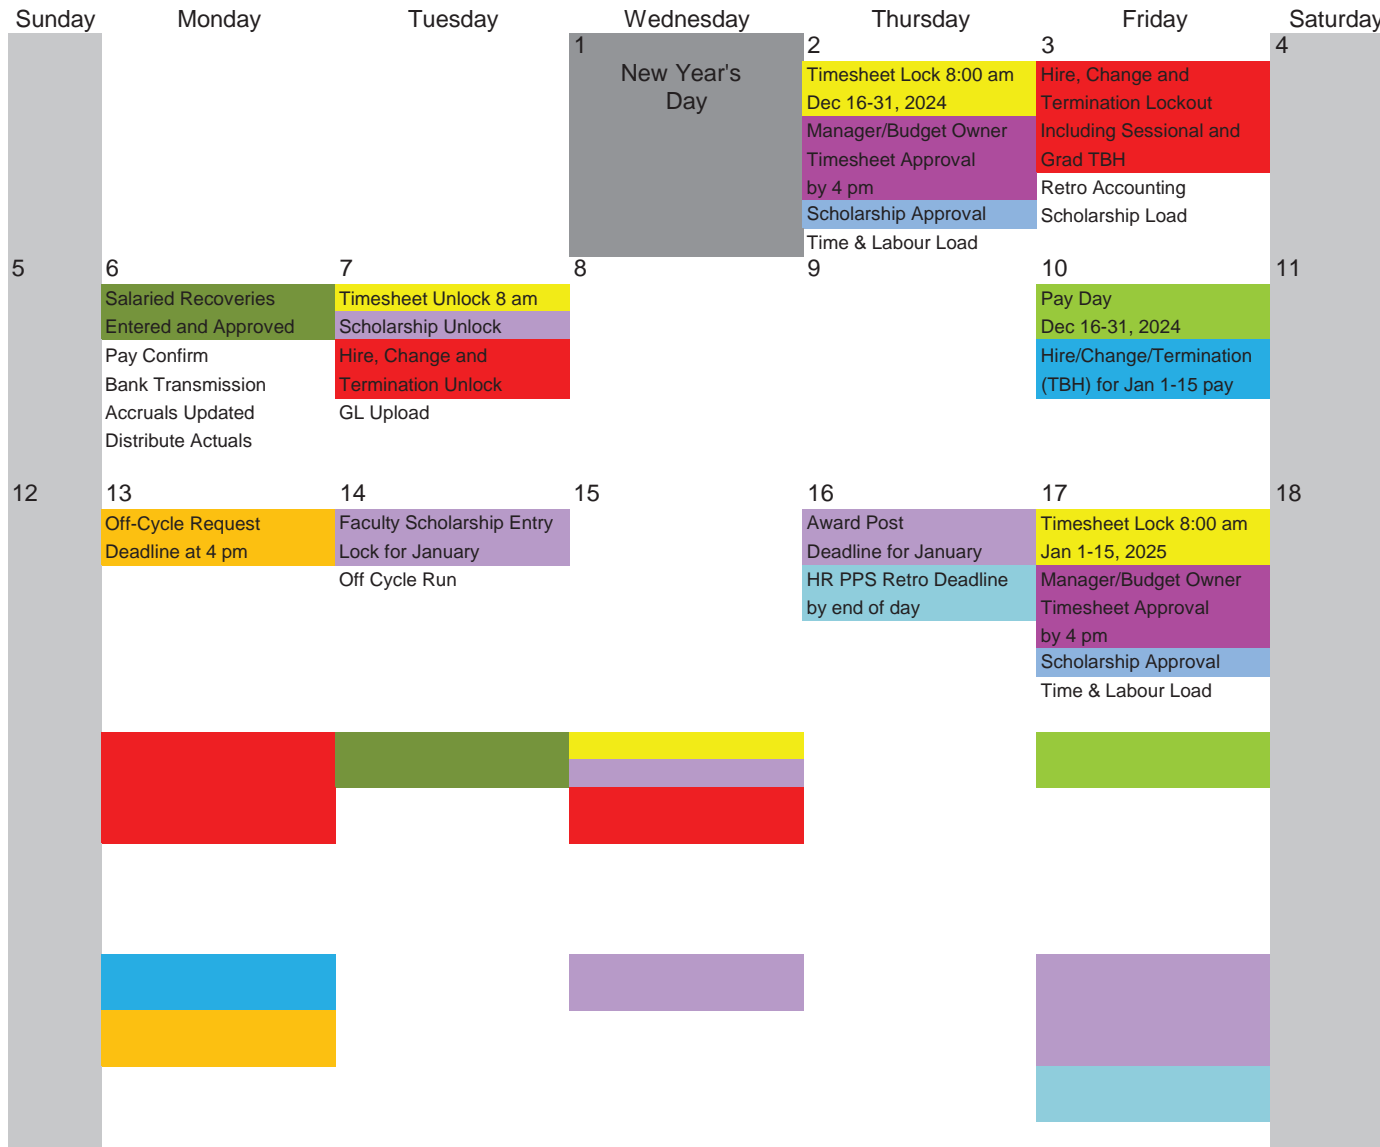 Sunday Monday Tuesday Wednesday Thursday Friday Saturday
1 2 3 4
New Year's
Day
Timesheet Lock 8:00 am
Dec 16-31, 2024
Manager/Budget Owner
Timesheet Approval
by 4 pm
Scholarship Approval
Time & Labour Load
Hire, Change and
Termination Lockout
Including Sessional and
Grad TBH
Retro Accounting
Scholarship Load
5 6 7 8 9 10 11
Salaried Recoveries
Entered and Approved
Pay Confirm
Bank Transmission
Accruals Updated
Distribute Actuals
Timesheet Unlock 8 am
Scholarship Unlock
Hire, Change and
Termination Unlock
GL Upload
Pay Day
Dec 16-31, 2024
Hire/Change/Termination
(TBH) for Jan 1-15 pay
12 13 14 15 16 17 18
Off-Cycle Request
Deadline at 4 pm
Faculty Scholarship Entry
Lock for January
Off Cycle Run
Award Post
Deadline for January
HR PPS Retro Deadline
by end of day
Timesheet Lock 8:00 am
Jan 1-15, 2025
Manager/Budget Owner
Timesheet Approval
by 4 pm
Scholarship Approval
Time & Labour Load